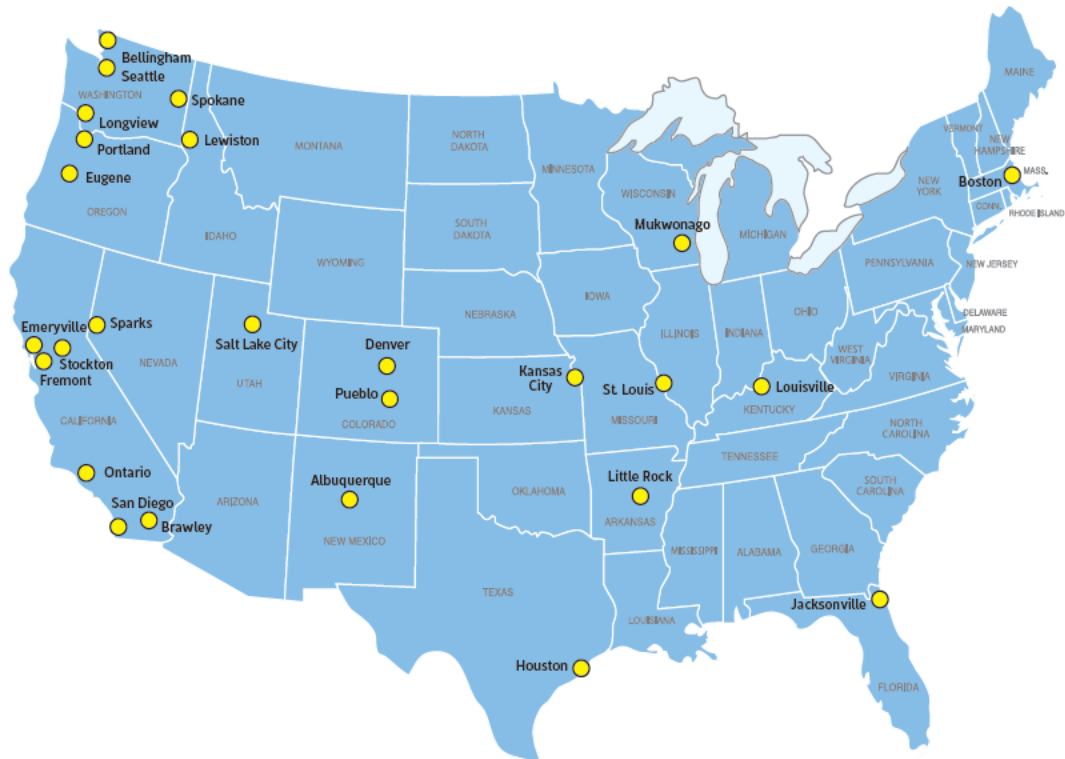 Bellingham
Seattle
WASHINGTON
Spokane
Longview
Portland
Lewiston
Eugene
OREGON
IDAHO
MONTANA
NORTH
DAKOTA
SOUTH
DAKOTA
MINNESOTA
WISCONSIN
Mukwonago
MICHIGAN
MAINE
VERMONT
NEW
HAMPSHIRE
NEW
YORK
Boston
MASS.
CONN.
RHODE ISLAND
WYOMING
NEBRASKA
IOWA
ILLINOIS
INDIANA
OHIO
PENNSYLVANIA
NEW JERSEY
DELAWARE
MARYLAND
WEST
VIRGINIA
VIRGINIA
Emeryville
Sparks
Stockton
Fremont
NEVADA
Salt Lake City
UTAH
Denver
Pueblo
COLORADO
Kansas
City
KANSAS
St. Louis
MISSOURI
Louisville
KENTUCKY
NORTH
CAROLINA
TENNESSEE
SOUTH
CAROLINA
CALIFORNIA
Ontario
San Diego
Brawley
ARIZONA
Albuquerque
NEW MEXICO
OKLAHOMA
Little Rock
ARKANSAS
MISSISSIPPI
ALABAMA
GEORGIA
TEXAS
LOUISIANA
Jacksonville
Houston
FLORIDA